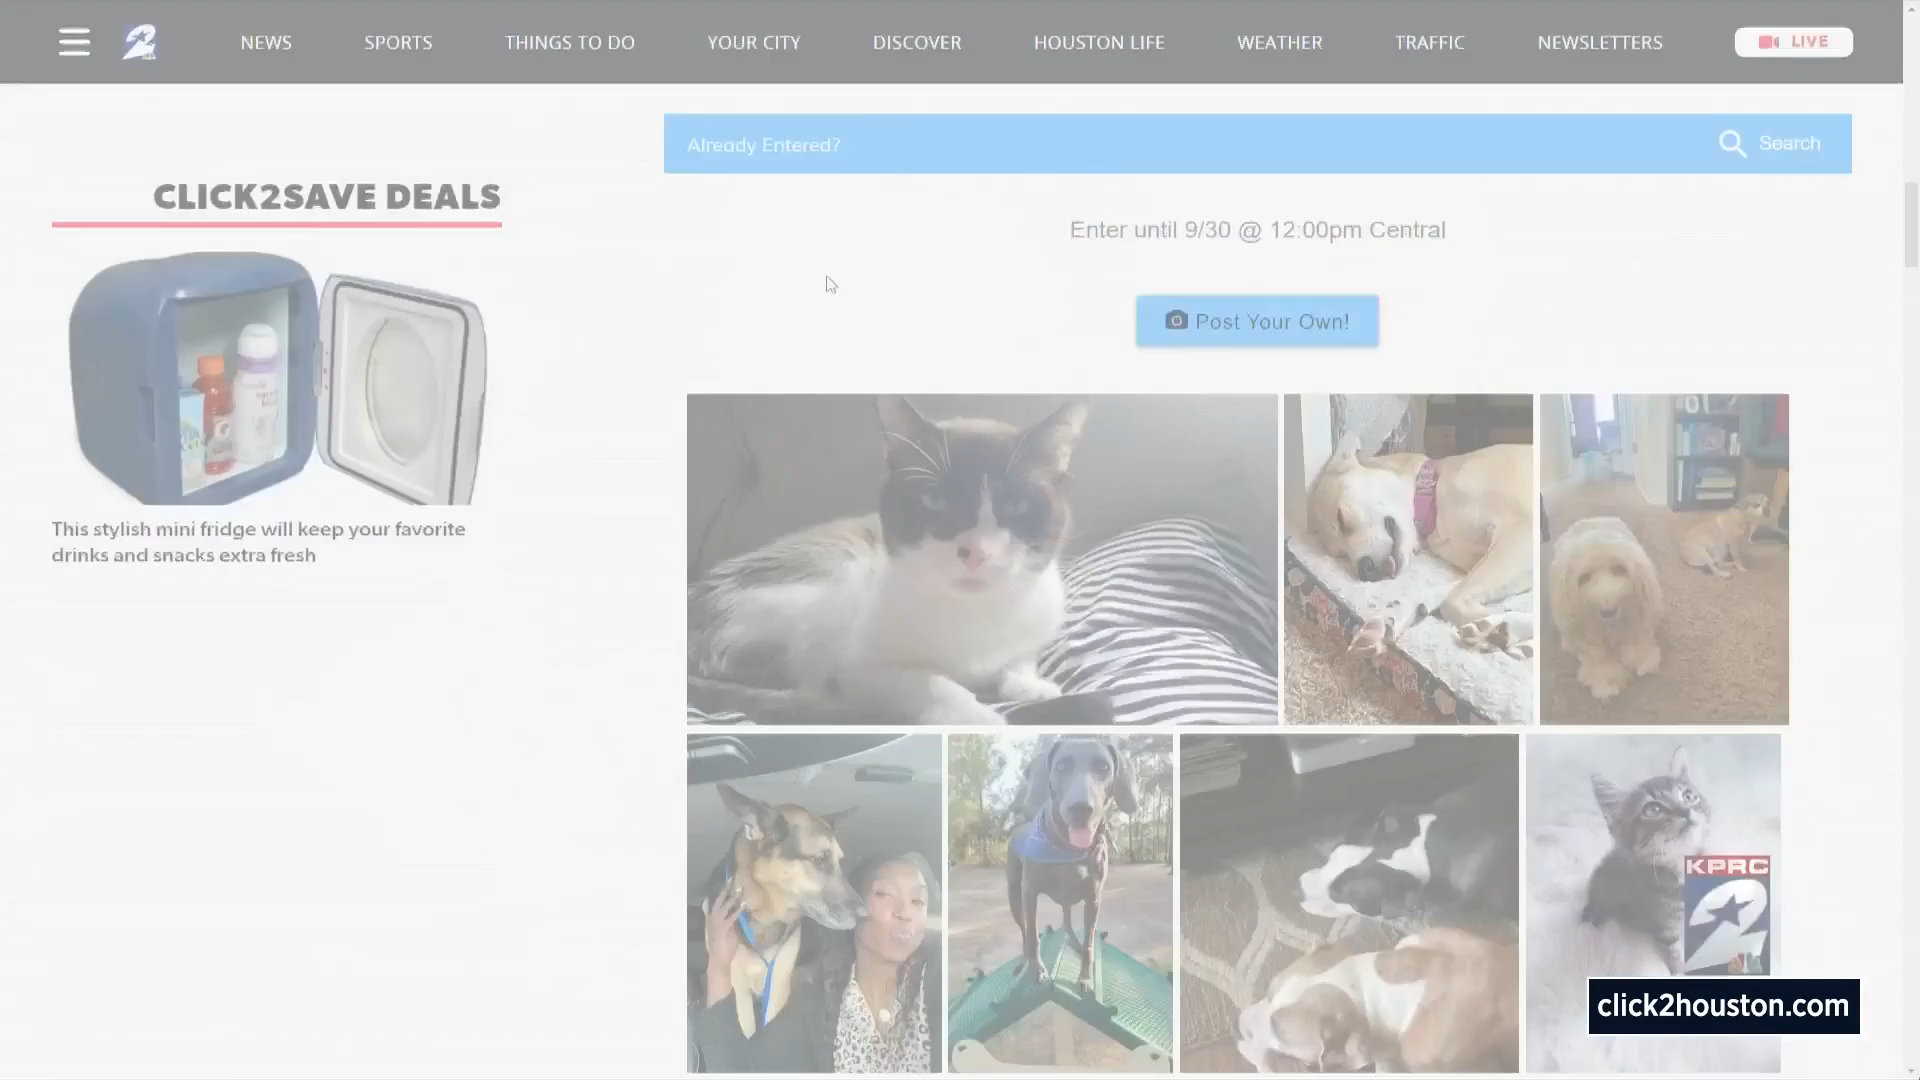 2
NEWS
SPORTS
THINGS TO DO
YOUR CITY
DISCOVER
HOUSTON LIFE
WEATHER
TRAFFIC
NEWSLETTERS
LIVE
Already Entered?
Search
CLICK2SAVE DEALS
Enter until 9/30 @ 12:00pm Central
Post Your Own!
This stylish mini fridge will keep your favorite
drinks and snacks extra fresh
KPRC
2
click2houston.com